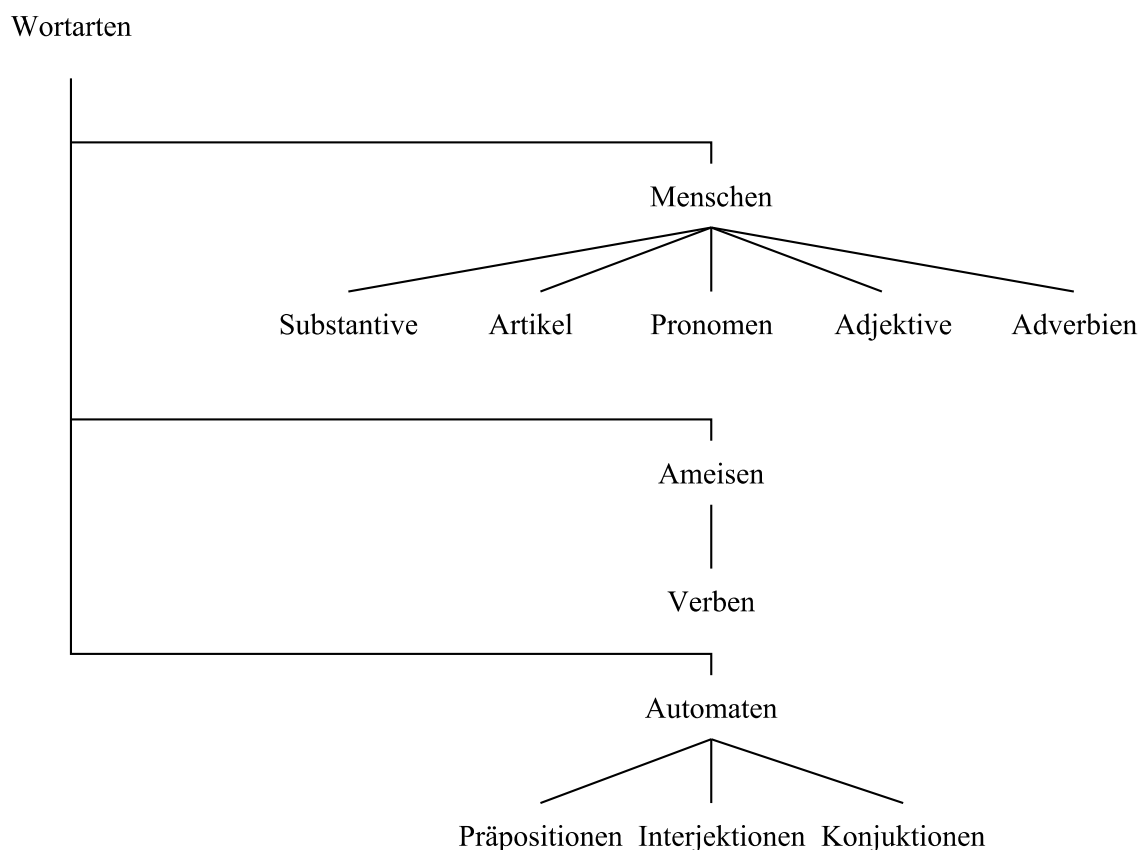 Wortarten
Menschen
Substantive Artikel Pronomen Adjektive Adverbien
Ameisen
Verben
Automaten
Präpositionen Interjektionen Konjuktionen